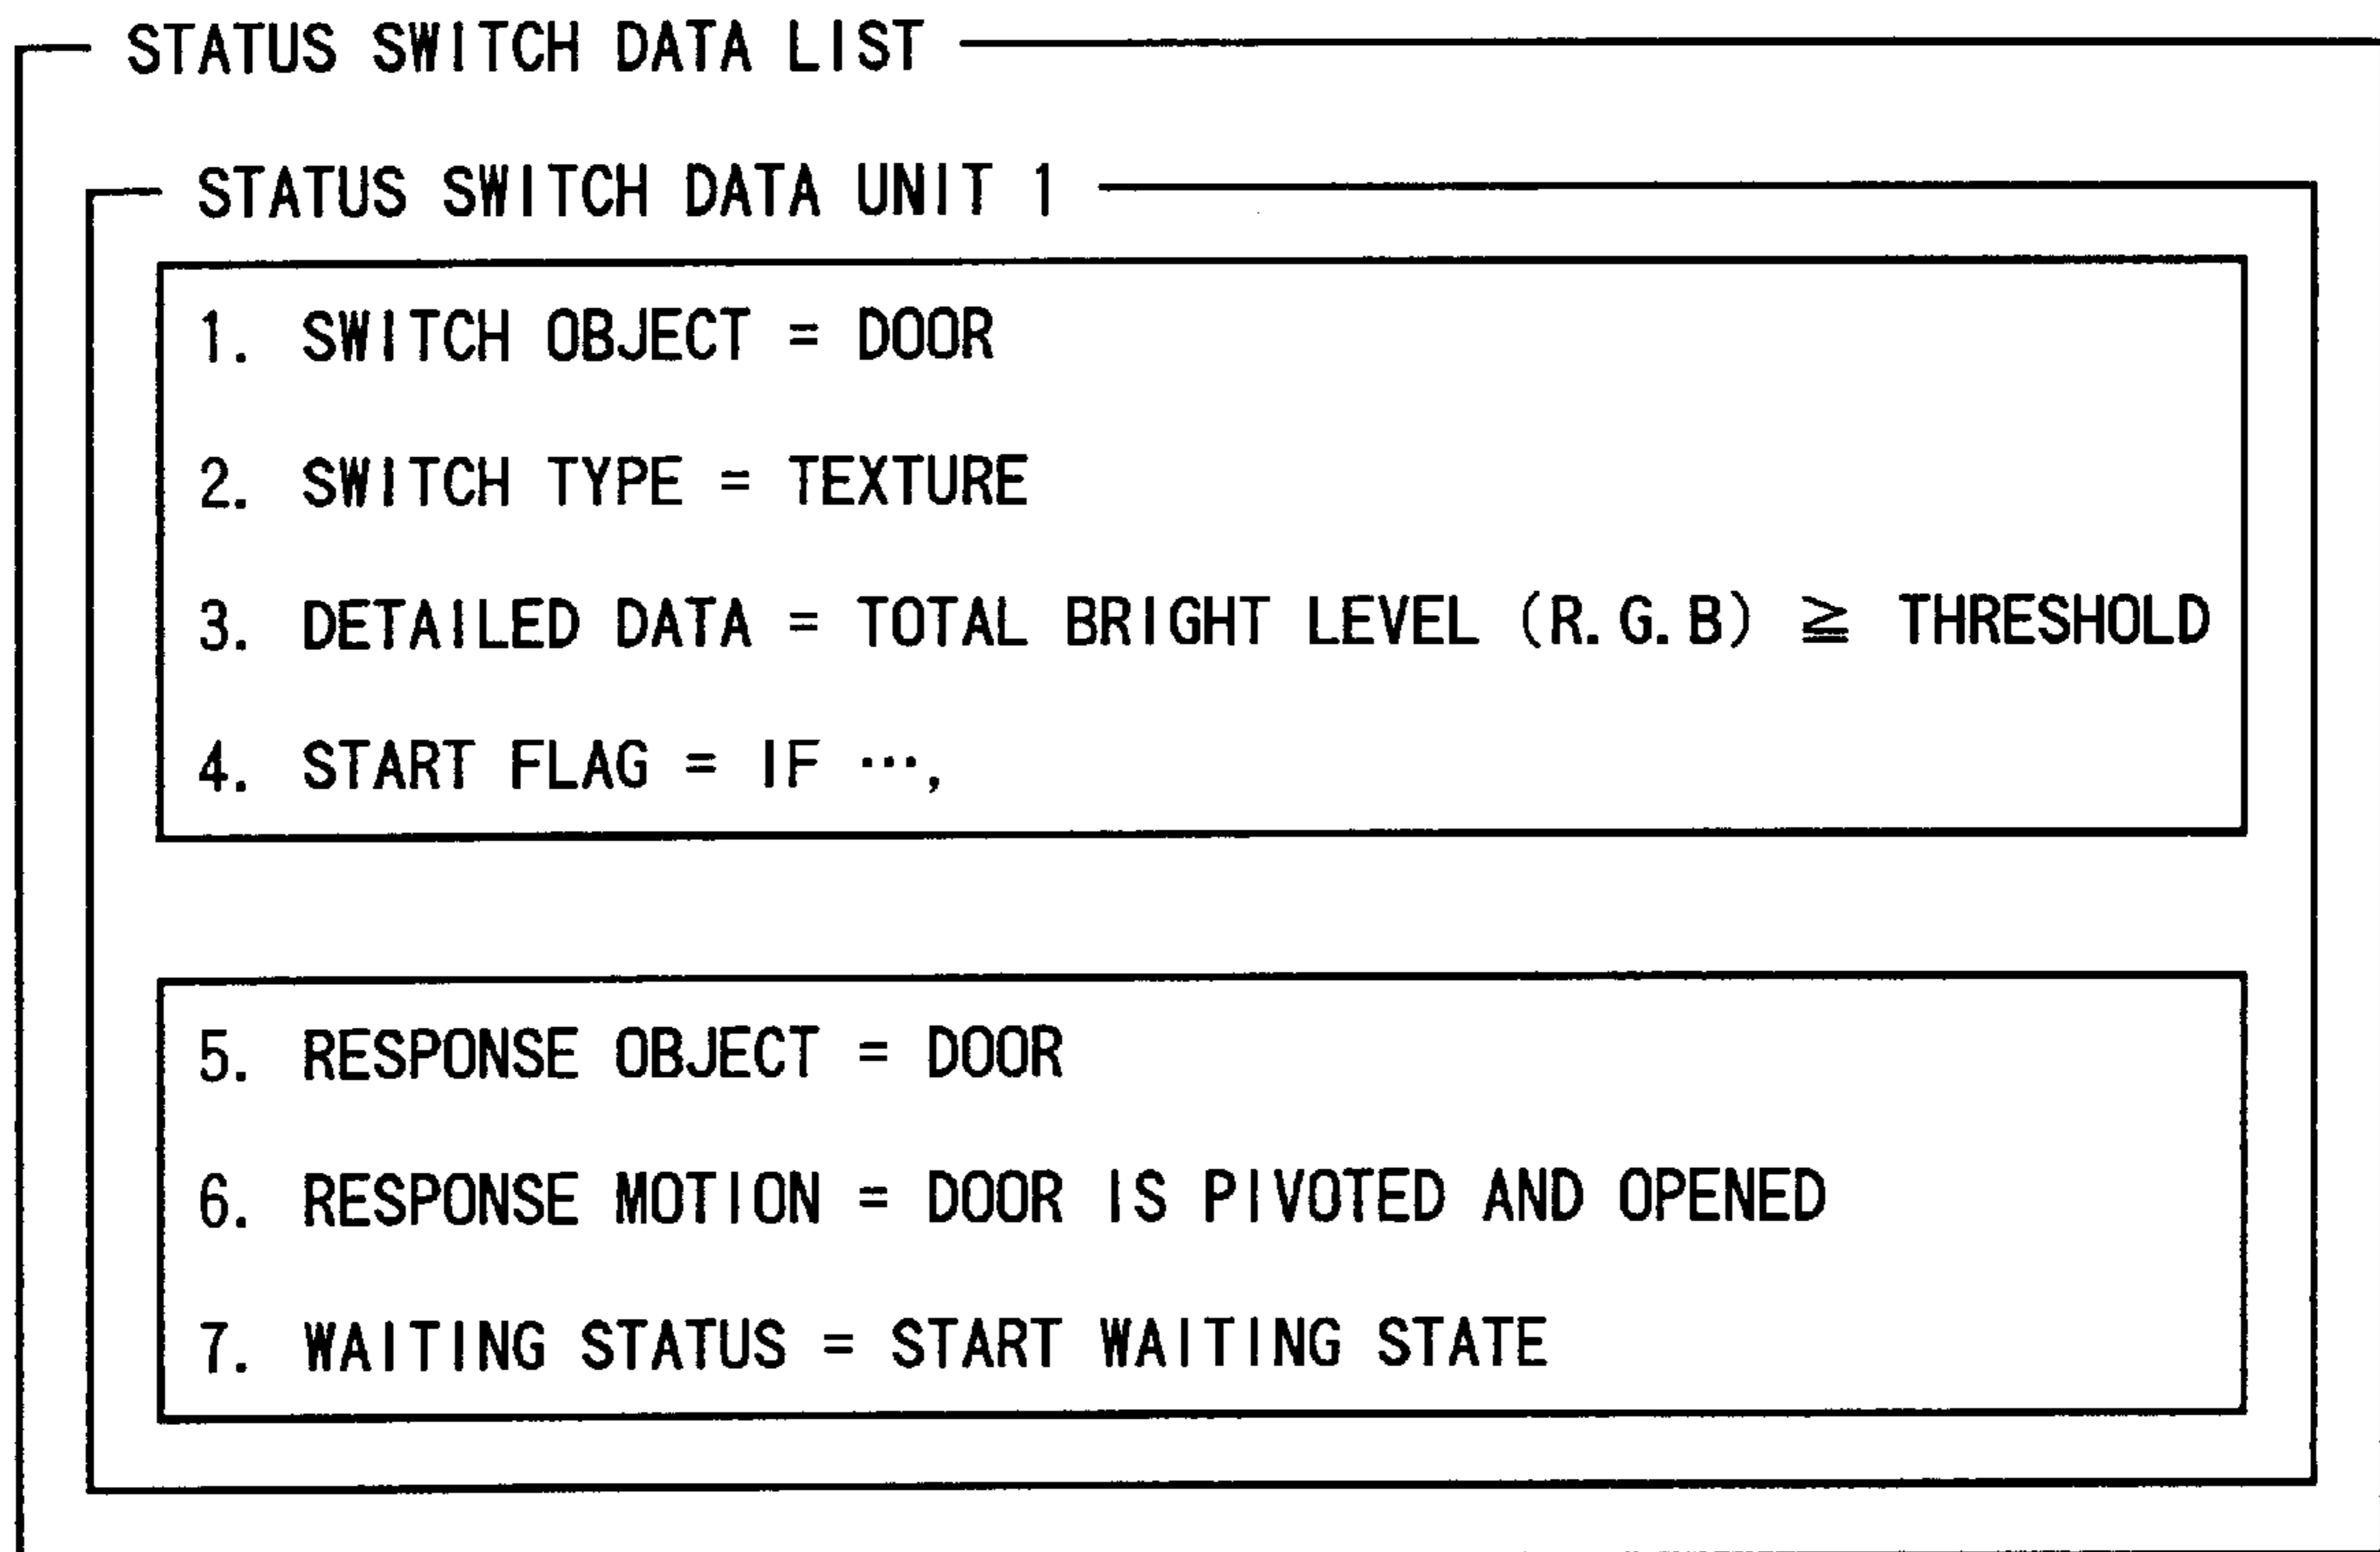 STATUS SWITCH DATA LIST
STATUS SWITCH DATA UNIT 1
1. SWITCH OBJECT = DOOR
2. SWITCH TYPE = TEXTURE
3. DETAILED DATA = TOTAL BRIGHT LEVEL (R.G.B) ≧ THRESHOLD
4. START FLAG = IF …,
5. RESPONSE OBJECT = DOOR
6. RESPONSE MOTION = DOOR IS PIVOTED AND OPENED
7. WAITING STATUS = START WAITING STATE